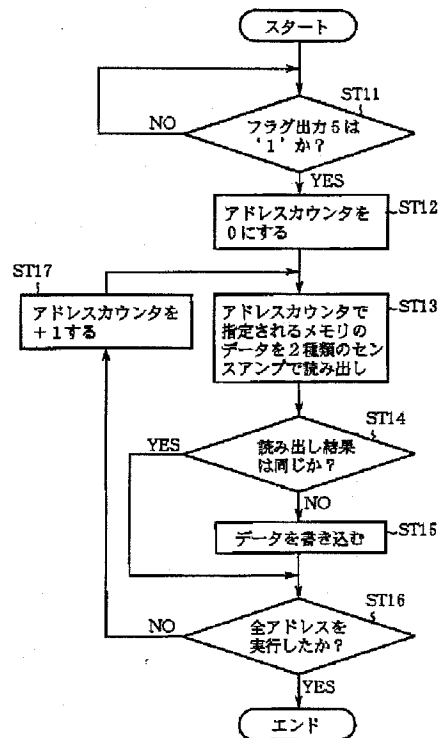 スタート
ST11
NO
フラグ出力5は
'1'か?
YES
ST12
アドレスカウンタを
0にする
ST17
アドレスカウンタを
+1する
ST13
アドレスカウンタで
指定されるメモリの
データを2種類のセン
スアンプで読み出し
ST14
YES
読み出し結果
は同じか?
NO
データを書き込む
ST15
ST16
NO
全アドレスを
実行したか?
YES
エンド